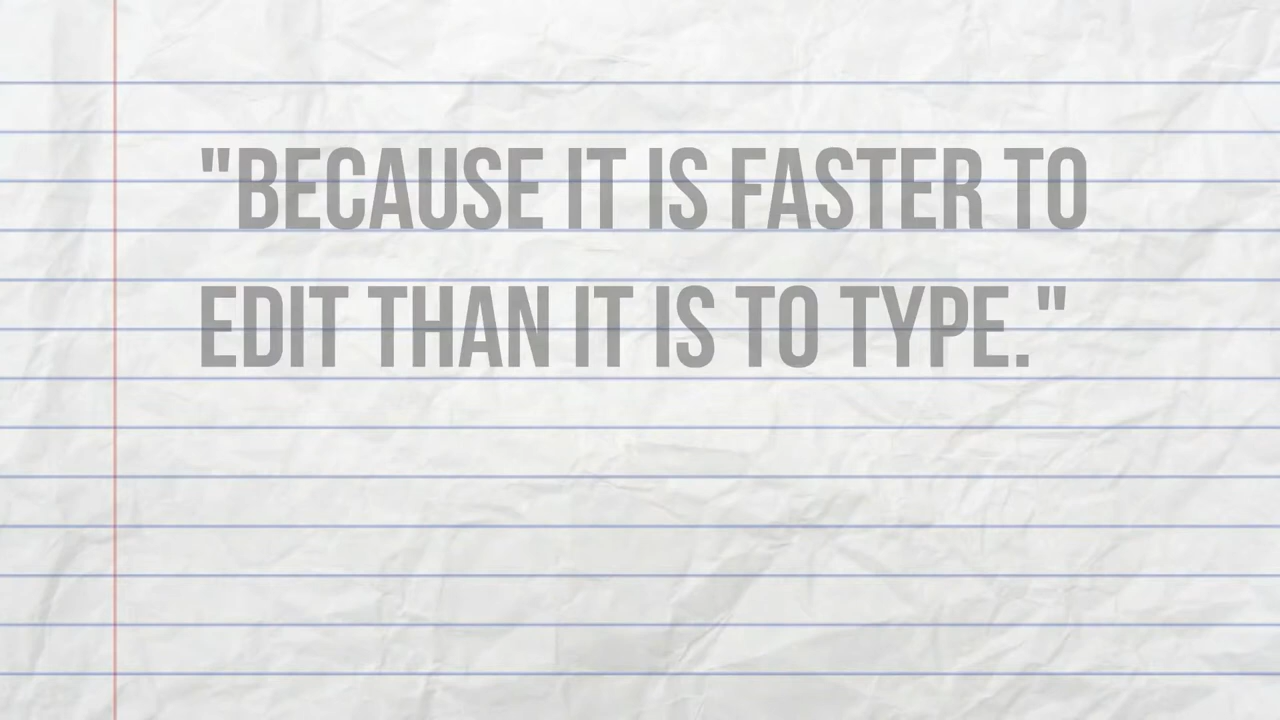 "BECAUSE IT IS FASTER TO
EDIT THAN IT IS TO TYPE."